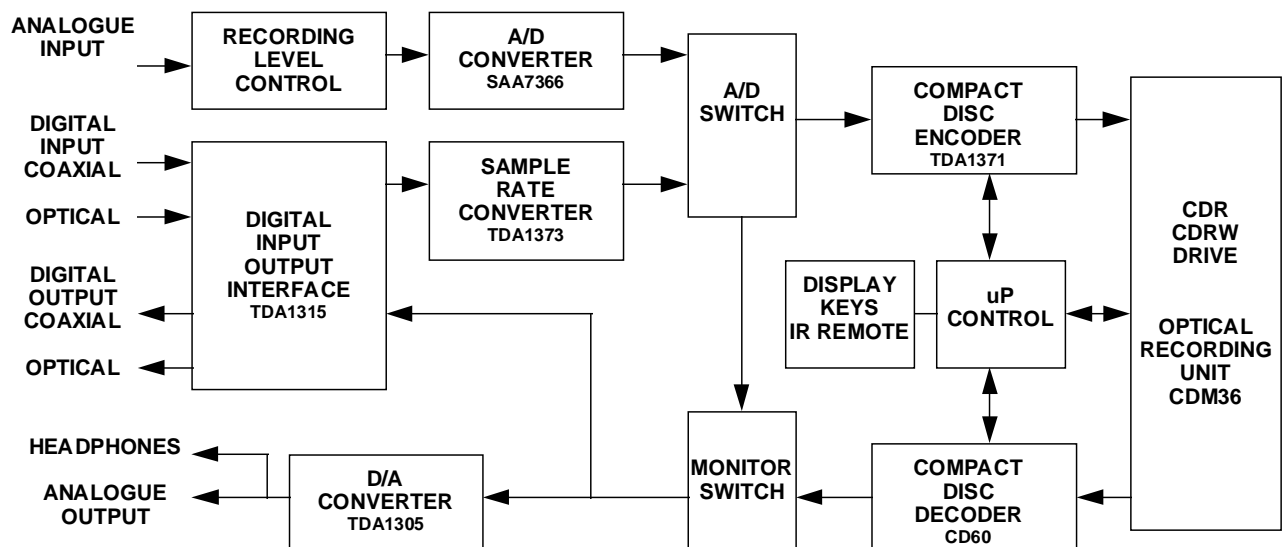 ANALOGUE
INPUT
RECORDING
LEVEL
CONTROL
A/D
CONVERTER
SAA7366
A/D
SWITCH
COMPACT
DISC
ENCODER
TDA1371
DIGITAL
INPUT
COAXIAL
OPTICAL
DIGITAL
OUTPUT
COAXIAL
OPTICAL
DIGITAL
INPUT
OUTPUT
INTERFACE
TDA1315
SAMPLE
RATE
CONVERTER
TDA1373
DISPLAY
KEYS
IR REMOTE
uP
CONTROL
CDR
CDRW
DRIVE
OPTICAL
RECORDING
UNIT
CDM36
HEADPHONES
ANALOGUE
OUTPUT
D/A
CONVERTER
TDA1305
MONITOR
SWITCH
COMPACT
DISC
DECODER
CD60